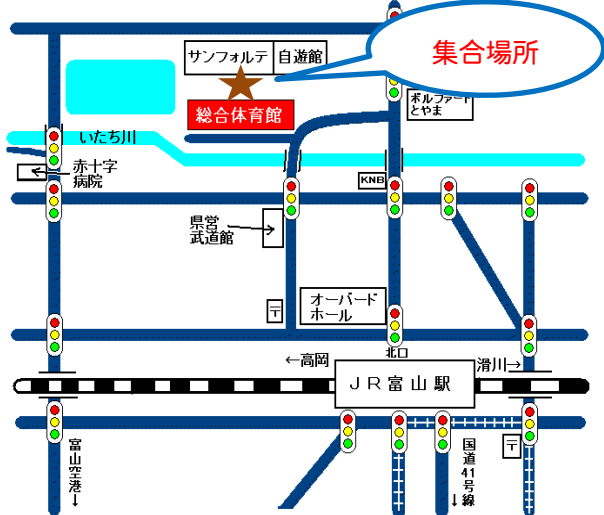 集合場所
サンフォルテ
自遊館
総合体育館
ボルファート
とやま
いたち川
赤十字
病院
KNB
県営
武道館
〒
オーバード
ホール
北口
←高岡
滑川→
JR富山駅
〒
富山空港↓
国道41号線↓